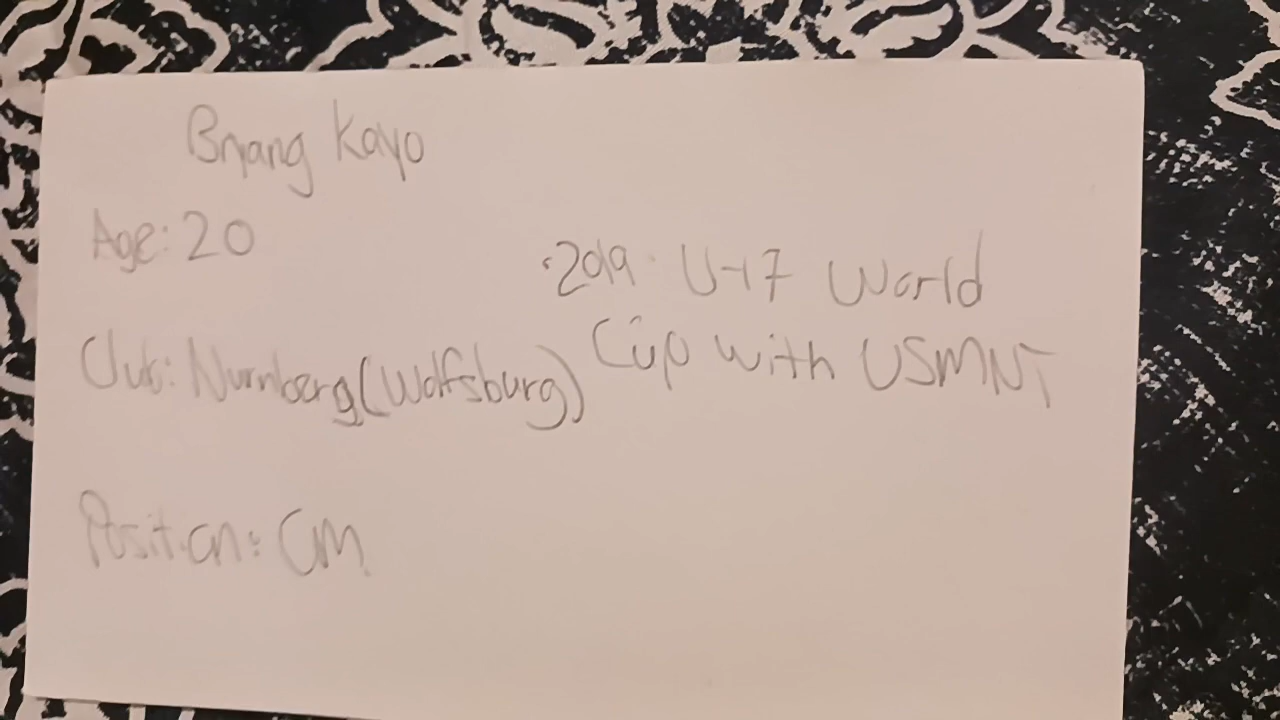 Bryang Kayo
Age: 20
Club: Nurnberg (Wolfsburg)
Position: CM
·2019 U-17 World
Cup with USMNT